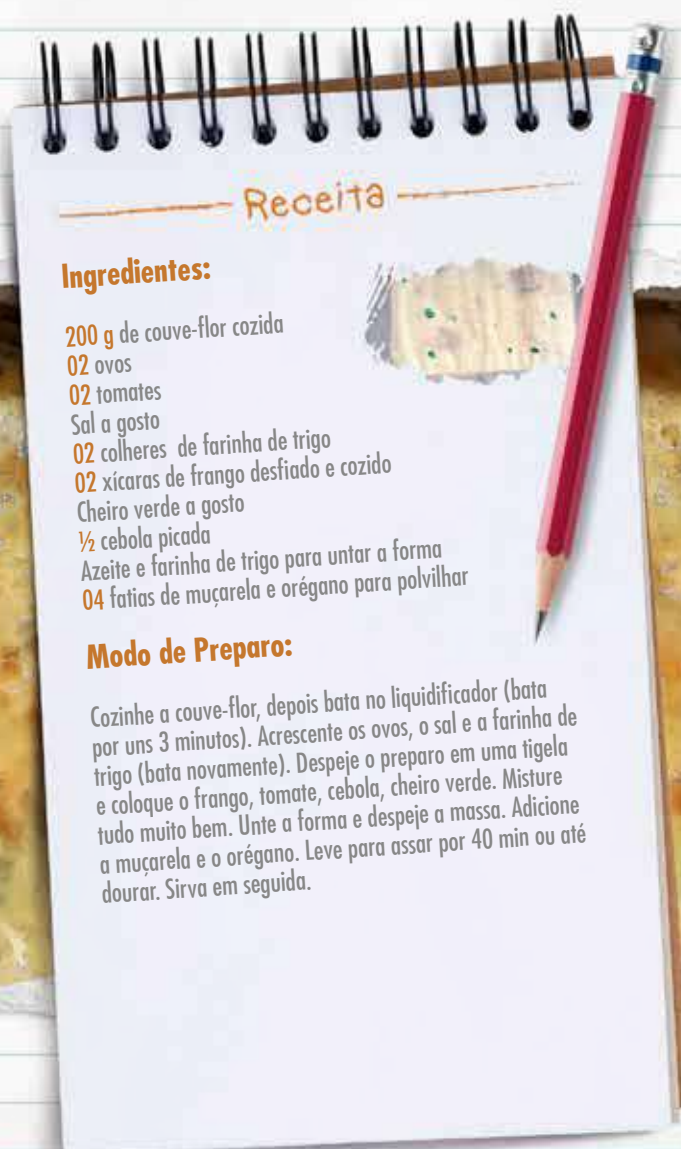 Receita
Ingredientes:
200 g de couve-flor cozida
02 ovos
02 tomates
Sal a gosto
02 colheres de farinha de trigo
02 xícaras de frango desfiado e cozido
Cheiro verde a gosto
½ cebola picada
Azeite e farinha de trigo para untar a forma
04 fatias de muçarela e orégano para polvilhar
Modo de Preparo:
Cozinhe a couve-flor, depois bata no liquidificador (bata
por uns 3 minutos). Acrescente os ovos, o sal e a farinha de
trigo (bata novamente). Despeje o preparo em uma tigela
e coloque o frango, tomate, cebola, cheiro verde. Misture
tudo muito bem. Unte a forma e despeje a massa. Adicione
a muçarela e o orégano. Leve para assar por 40 min ou até
dourar. Sirva em seguida.